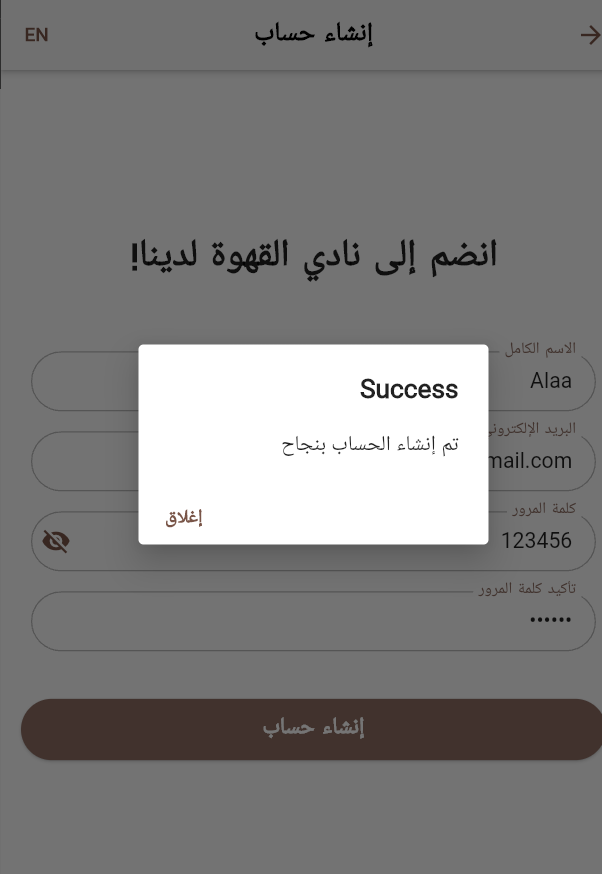 EN
إنشاء حساب
انضم إلى نادي القهوة لدينا!
الاسم الكامل
Alaa
Success
تم إنشاء الحساب بنجاح
إغلاق
البريد الإلكتروني
mail.com
كلمة المرور
123456
تأكيد كلمة المرور
••••••
إنشاء حساب